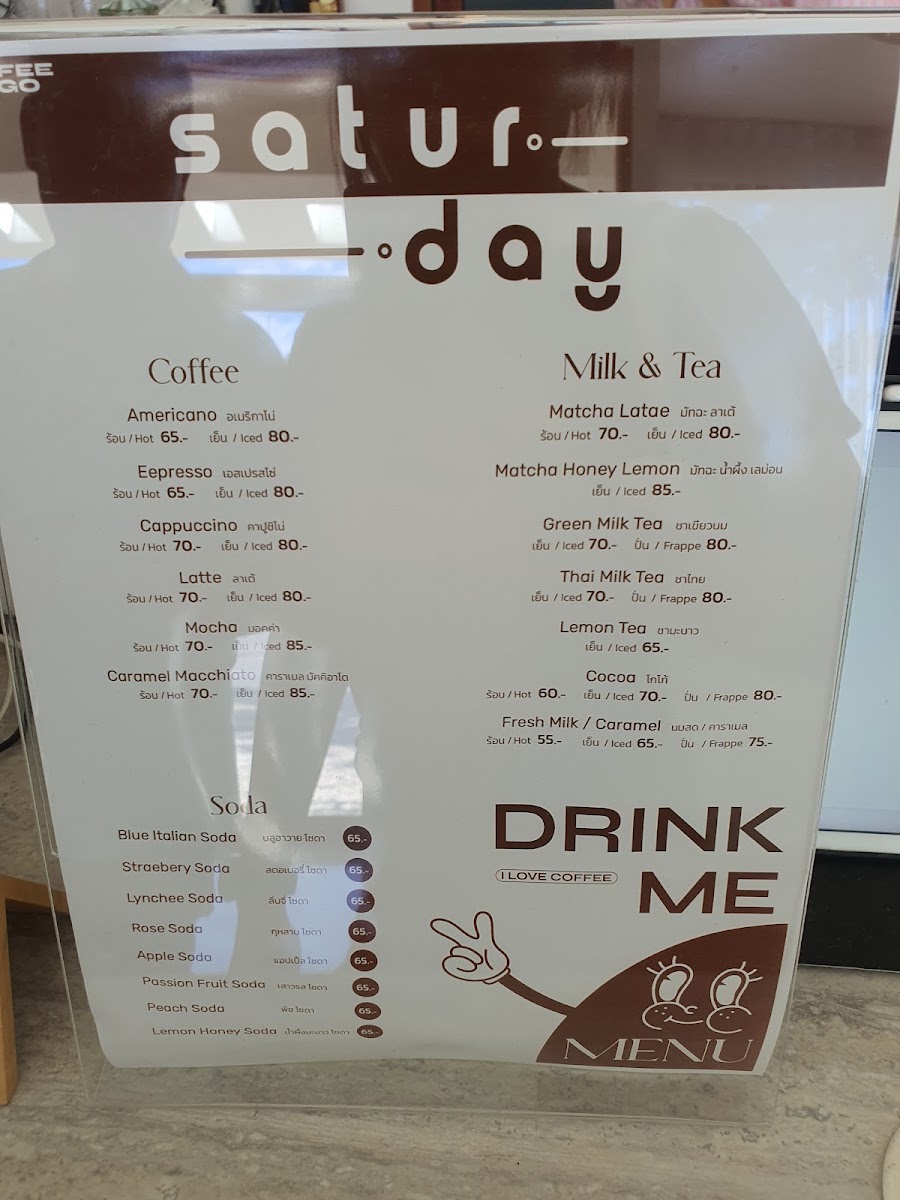 FEE
GO
satur
day
Coffee
Americano อเมริกาโน่
ร้อน / Hot 65.- เย็น / Iced 80.-
Eepresso เอสเปรสโซ่
ร้อน / Hot 65.- เย็น / Iced 80.-
Cappuccino คาปูชิโน่
ร้อน / Hot 70.- เย็น / Iced 80.-
Latte ลาเต้
ร้อน / Hot 70.- เย็น / Iced 80.-
Mocha มอคค่า
ร้อน / Hot 70.- เย็น / Iced 85.-
Caramel Macchiato คาราเมล มัคคิอาโต
ร้อน / Hot 70.- เย็น / Iced 85.-
Soda
Blue Italian Soda บลูฮาวาย โซดา 65.-
Straebery Soda สตอเบอรี่ โซดา 65.-
Lynchee Soda ลิ้นจี่ โซดา 65.-
Rose Soda กุหลาบ โซดา 65.-
Apple Soda แอปเปิ้ล โซดา 65.-
Passion Fruit Soda เสาวรส โซดา 65.-
Peach Soda พีช โซดา 65.-
Lemon Honey Soda น้ำผึ้งมะนาว โซดา 65.-
Milk & Tea
Matcha Latae มัทฉะ ลาเต้
ร้อน / Hot 70.- เย็น / Iced 80.-
Matcha Honey Lemon มัทฉะ น้ำผึ้ง เลม่อน
เย็น / Iced 85.-
Green Milk Tea ชาเขียวนม
เย็น / Iced 70.- ปั่น / Frappe 80.-
Thai Milk Tea ชาไทย
เย็น / Iced 70.- ปั่น / Frappe 80.-
Lemon Tea ชามะนาว
เย็น / Iced 65.-
Cocoa โกโก้
ร้อน / Hot 60.- เย็น / Iced 70.- ปั่น / Frappe 80.-
Fresh Milk / Caramel นมสด / คาราเมล
ร้อน / Hot 55.- เย็น / Iced 65.- ปั่น / Frappe 75.-
DRINK
I LOVE COFFEE ME
MENU